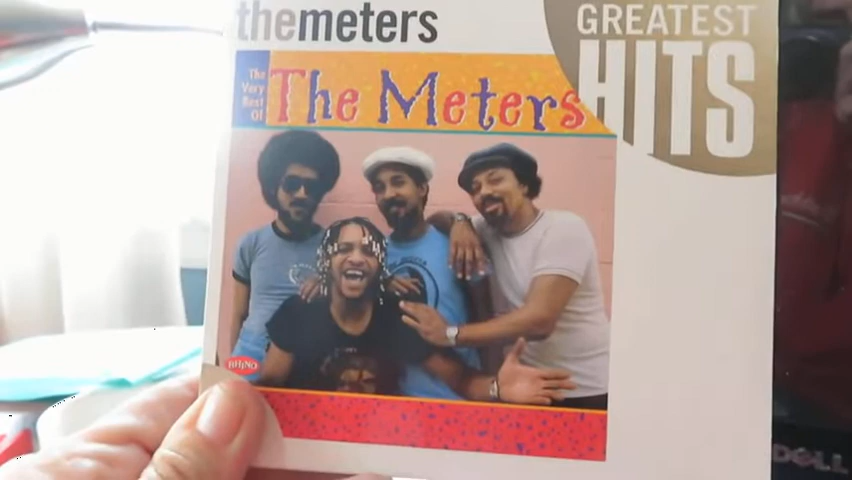 themeters
GREATEST
HITS
The
Very
Best
Of
The Meters
RHINO
DELL